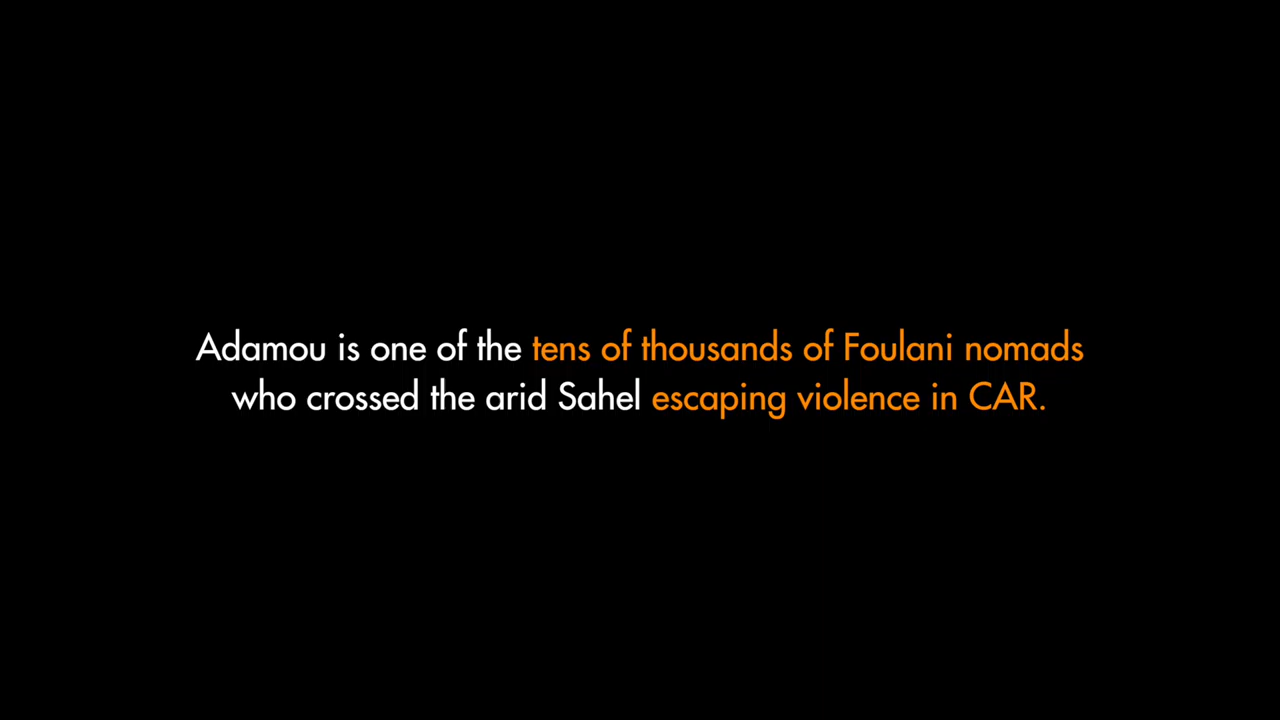 Adamou is one of the tens of thousands of Foulani nomads
who crossed the arid Sahel escaping violence in CAR.